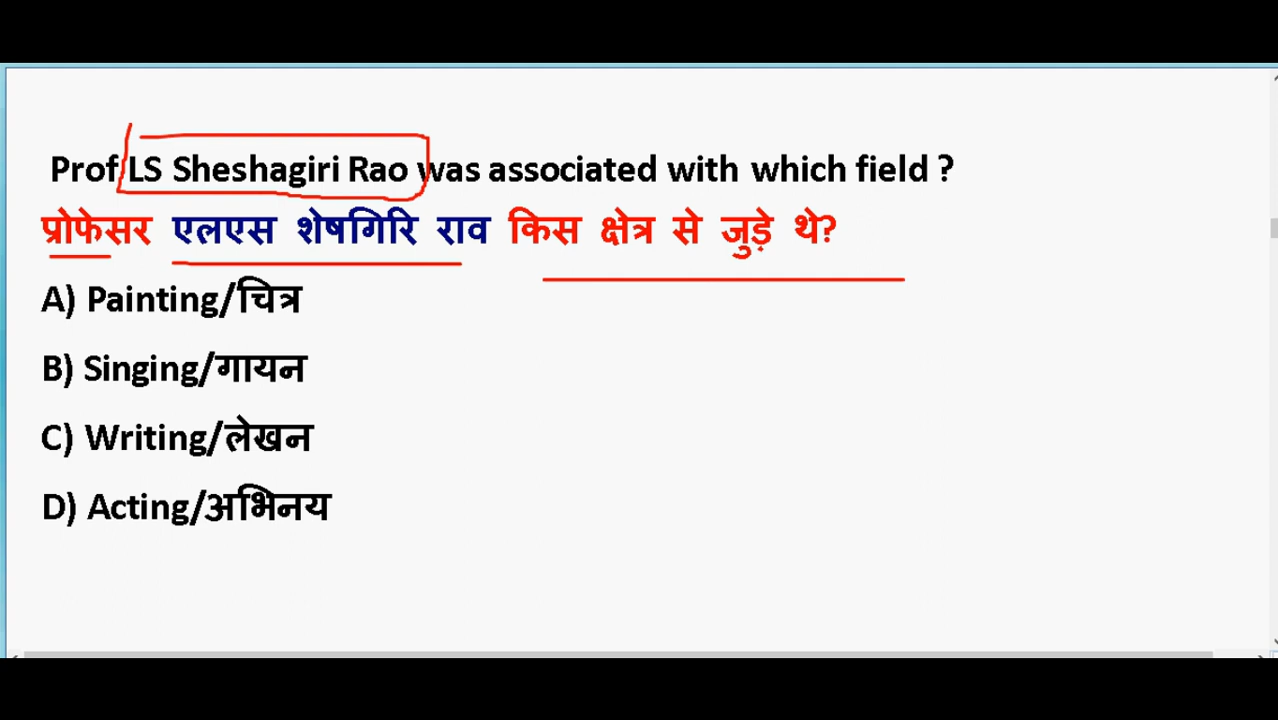 Prof LS Sheshagiri Rao was associated with which field ?
प्रोफेसर एलएस शेषगिरि राव किस क्षेत्र से जुड़े थे?
A) Painting/चित्र
B) Singing/गायन
C) Writing/लेखन
D) Acting/अभिनय